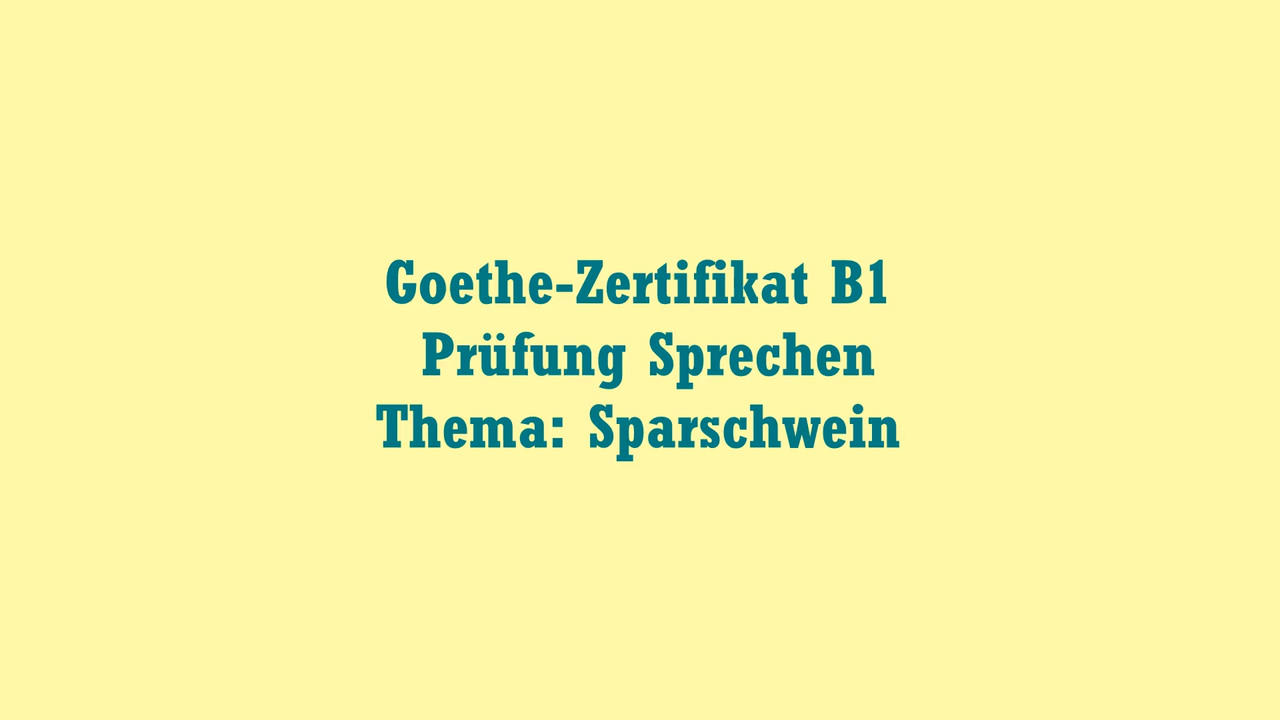 Goethe-Zertifikat B1
Prüfung Sprechen
Thema: Sparschwein